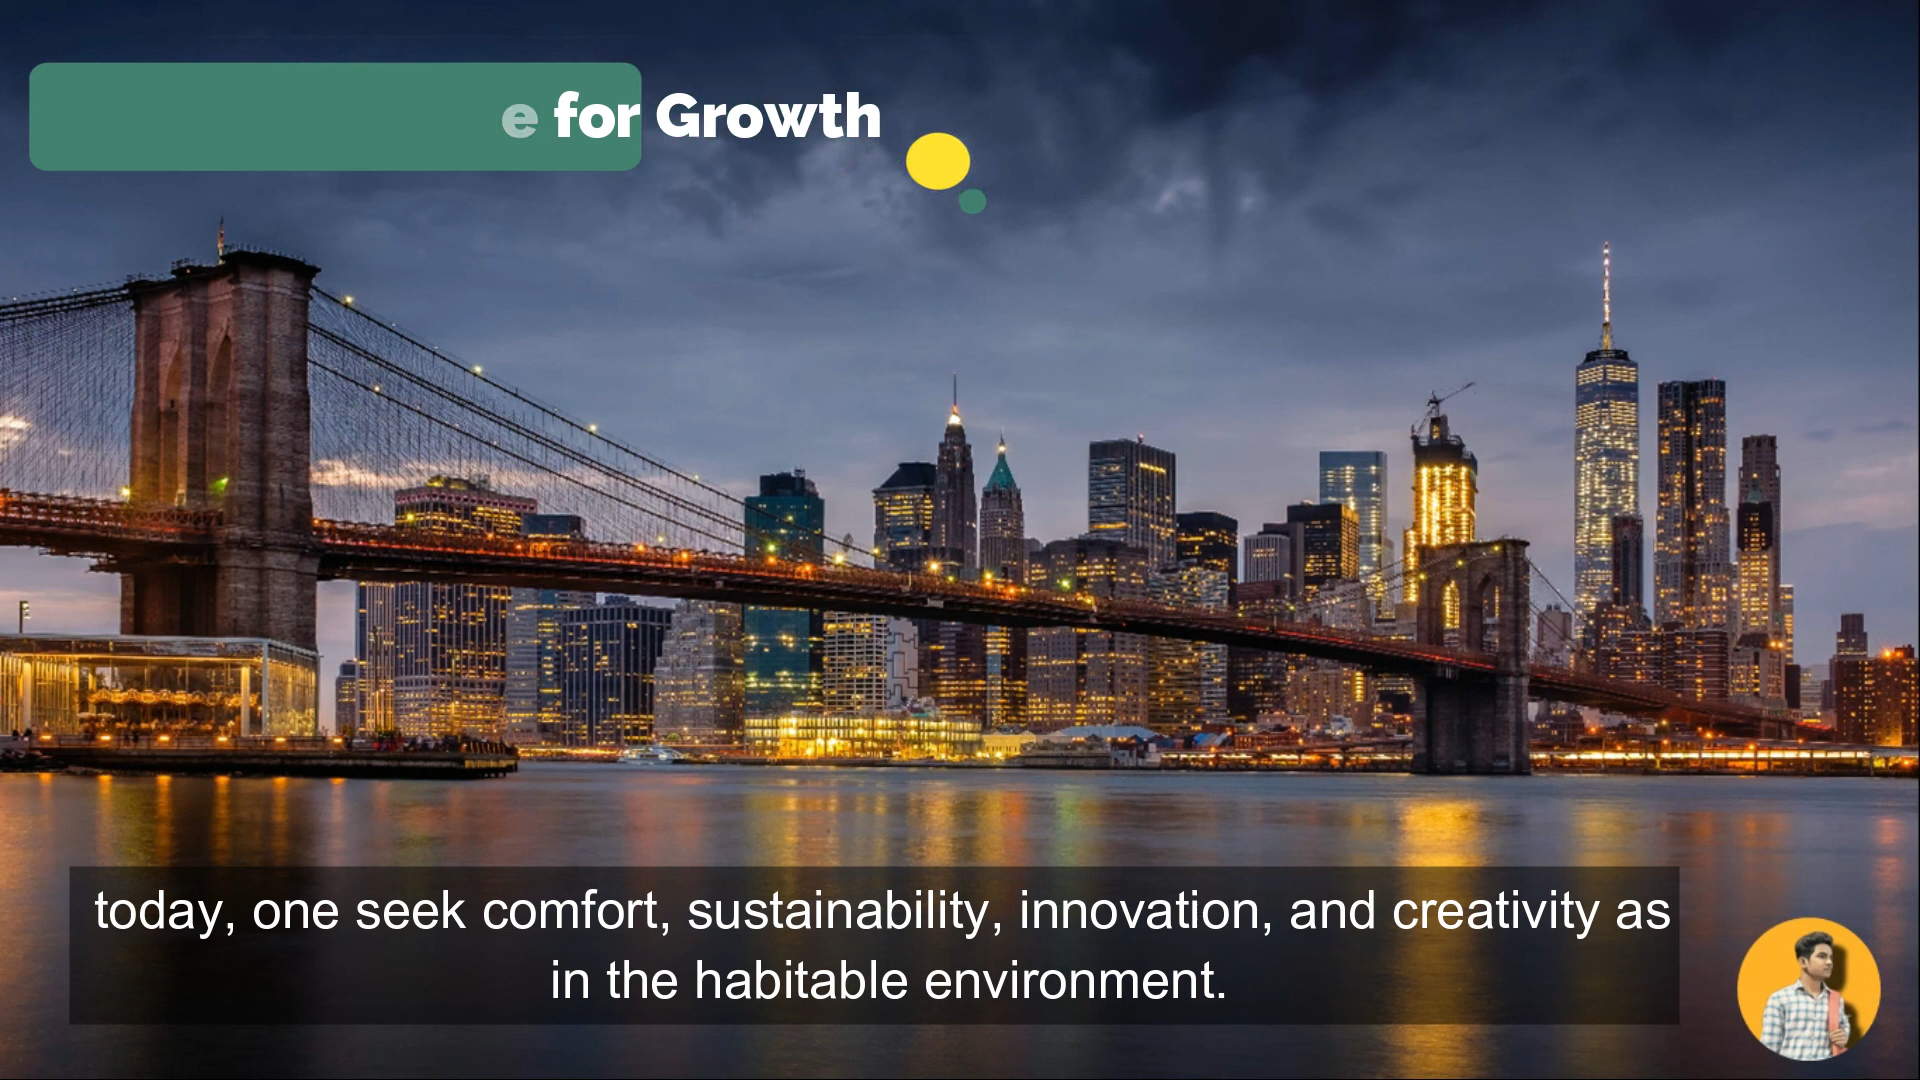 e for Growth
today, one seek comfort, sustainability, innovation, and creativity as
in the habitable environment.